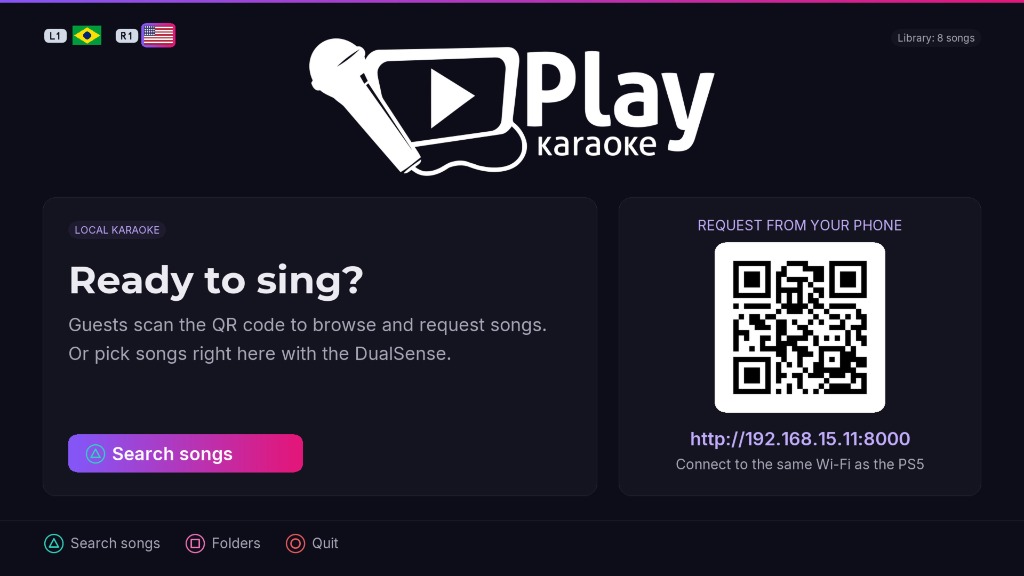 L1
R1
Library: 8 songs
Play
Karaoke
LOCAL KARAOKE
Ready to sing?
Guests scan the QR code to browse and request songs.
Or pick songs right here with the DualSense.
Search songs
REQUEST FROM YOUR PHONE
http://192.168.15.11:8000
Connect to the same Wi-Fi as the PS5
Search songs
Folders
Quit